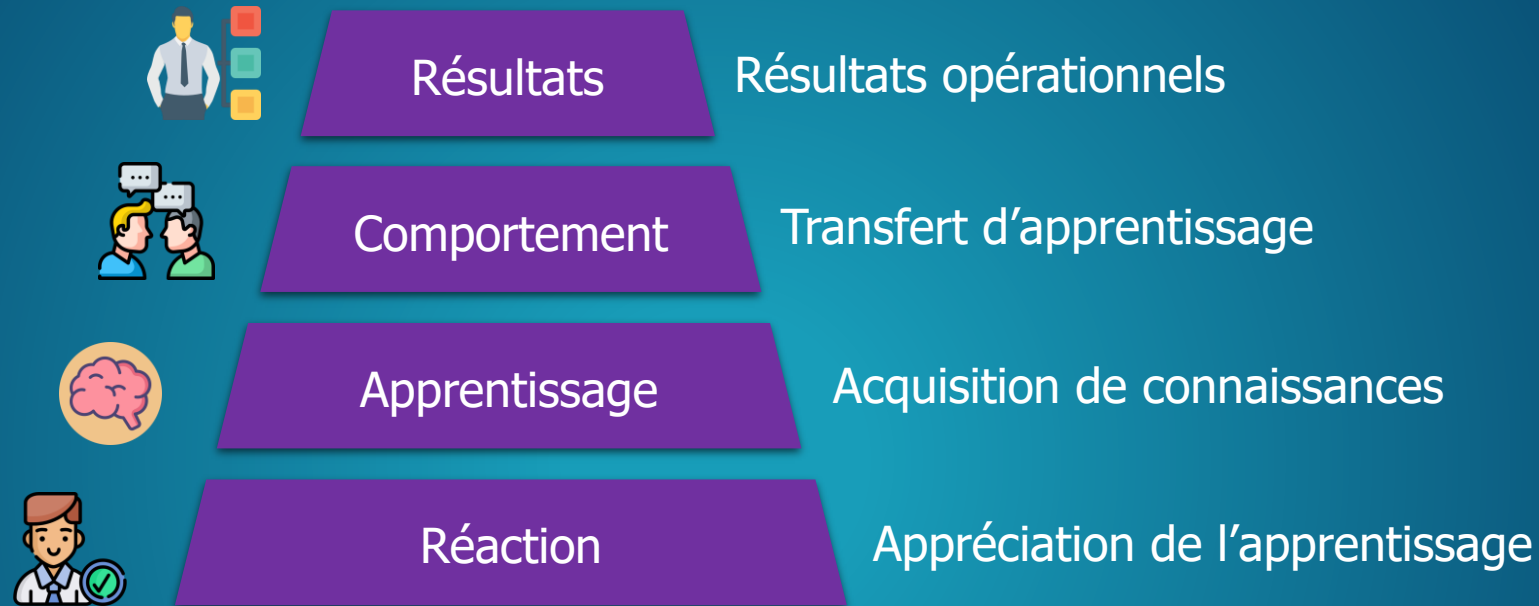 Résultats
Résultats opérationnels
Comportement
Transfert d’apprentissage
Apprentissage
Acquisition de connaissances
Réaction
Appréciation de l’apprentissage